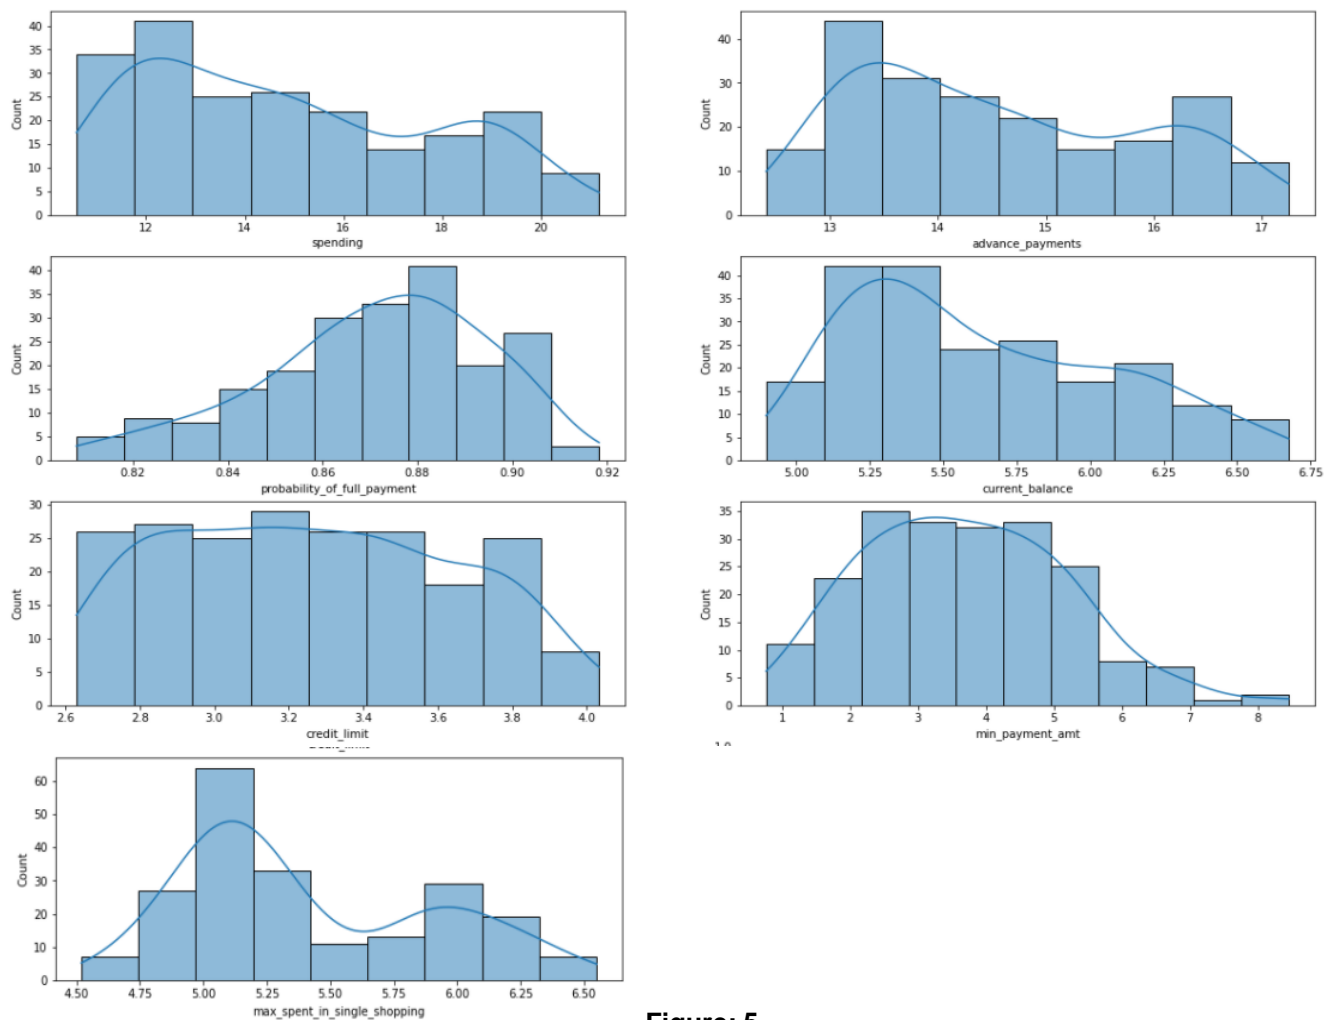 40
35
30
25
20
15
10
5
0
Count
12 14 16 18 20
spending
40
30
20
10
0
Count
13 14 15 16 17
advance_payments
40
35
30
25
20
15
10
5
0
Count
0.82 0.84 0.86 0.88 0.90 0.92
probability_of_full_payment
40
35
30
25
20
15
10
5
0
Count
5.00 5.25 5.50 5.75 6.00 6.25 6.50 6.75
current_balance
30
25
20
15
10
5
0
Count
2.6 2.8 3.0 3.2 3.4 3.6 3.8 4.0
credit_limit
35
30
25
20
15
10
5
0
Count
1 2 3 4 5 6 7 8
min_payment_amt
60
50
40
30
20
10
0
Count
4.50 4.75 5.00 5.25 5.50 5.75 6.00 6.25 6.50
max_spent_in_single_shopping
Figure: 5